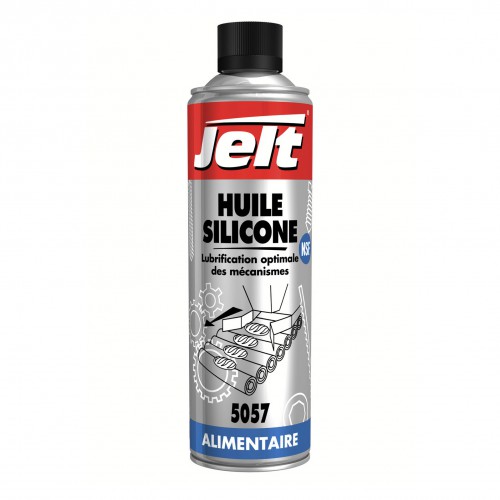 Jelt
HUILE
SILICONE
NSF
Lubrification optimale
des mécanismes
5057
ALIMENTAIRE